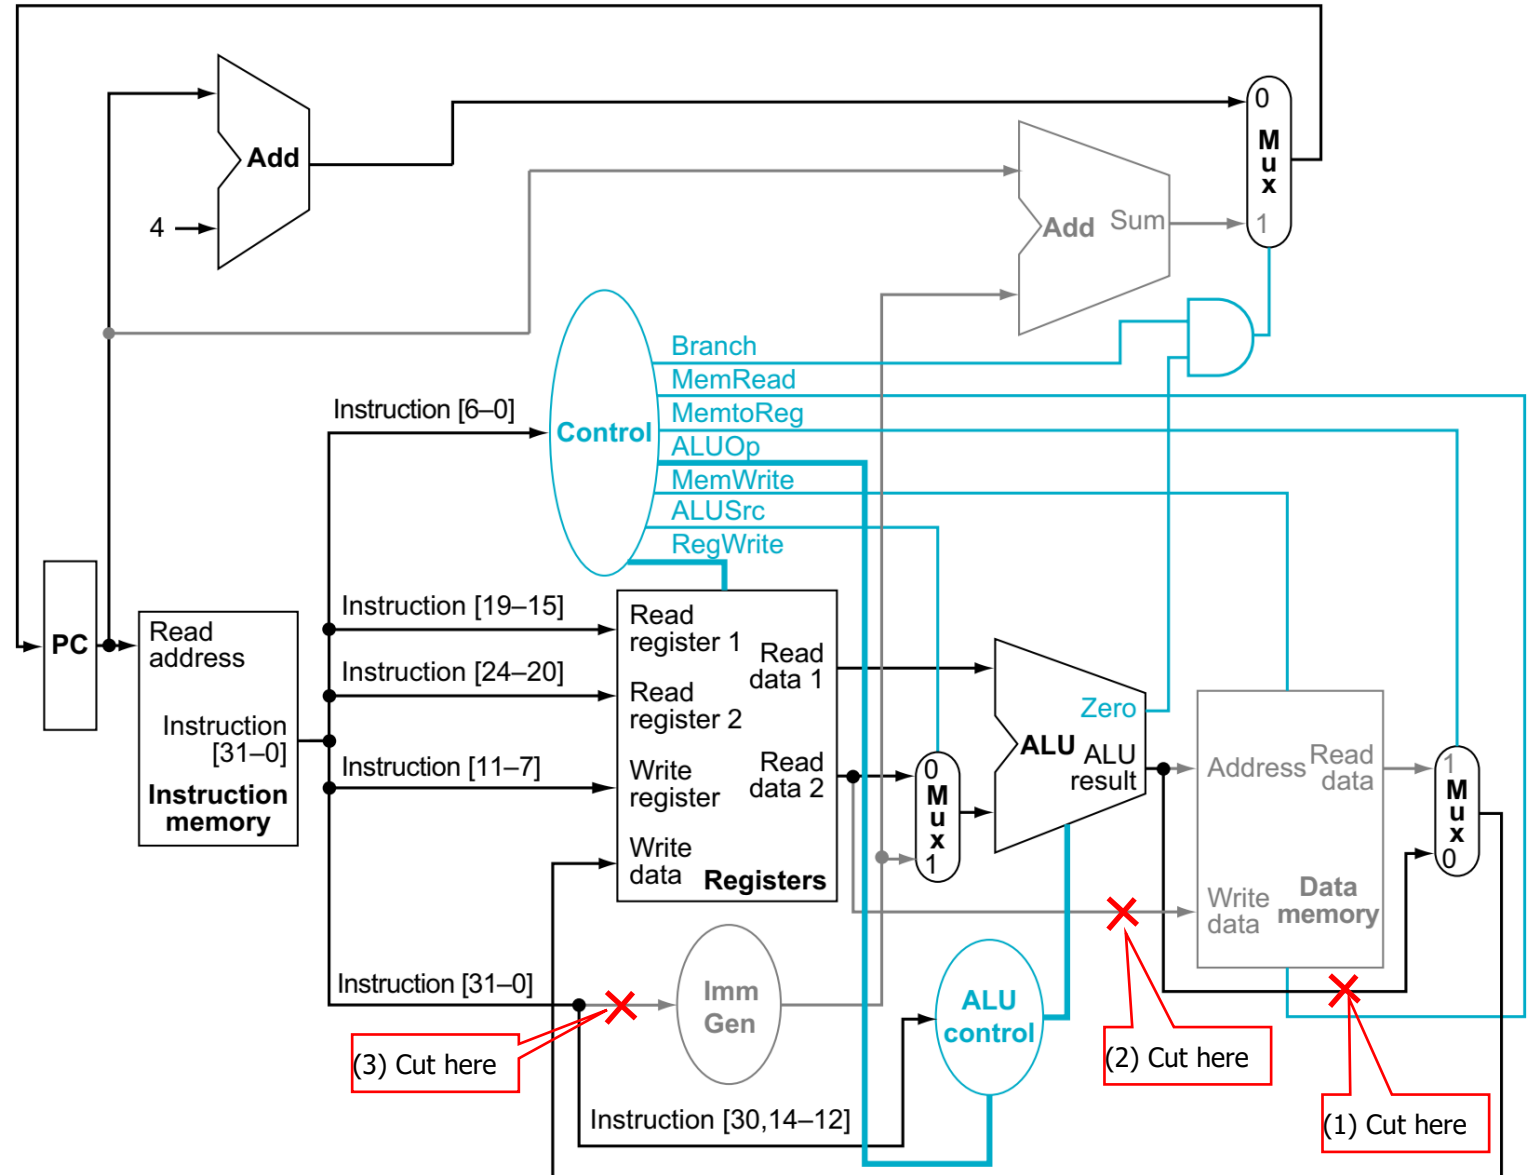 0
M
u
x
1
Add
4
Add Sum
Branch
MemRead
MemtoReg
ALUOp
MemWrite
ALUSrc
RegWrite
Instruction [6–0]
Control
PC
Read
address
Instruction
[31–0]
Instruction
memory
Instruction [19–15]
Instruction [24–20]
Instruction [11–7]
Instruction [31–0]
Read
register 1
Read
register 2
Write
register
Write
data
Read
data 1
Read
data 2
Registers
0
M
u
x
1
Zero
ALU
ALU
result
Address
Read
data
Write
data
Data
memory
1
M
u
x
0
Imm
Gen
ALU
control
(3) Cut here
(2) Cut here
(1) Cut here
Instruction [30,14–12]